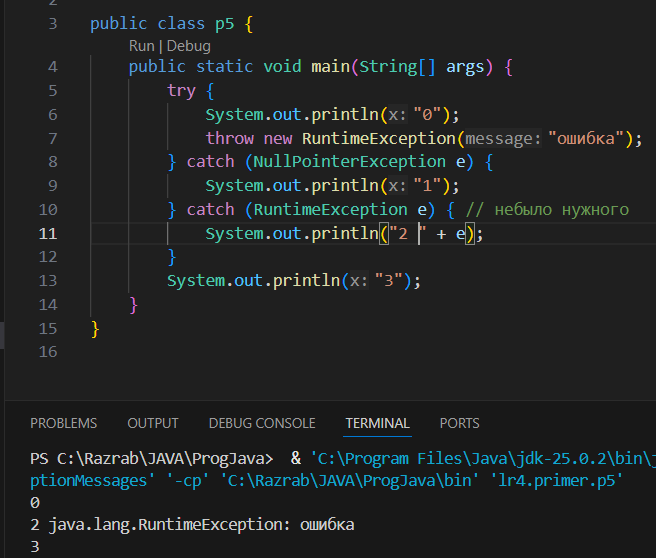 2
3 public class p5 {
Run | Debug
4 public static void main(String[] args) {
5 try {
6 System.out.println(x: "0");
7 throw new RuntimeException(message: "ошибка");
8 } catch (NullPointerException e) {
9 System.out.println(x: "1");
10 } catch (RuntimeException e) { // небыло нужного
11 System.out.println("2 " + e);
12 }
13 System.out.println(x: "3");
14 }
15 }
16
PROBLEMS OUTPUT DEBUG CONSOLE TERMINAL PORTS
PS C:\Razrab\JAVA\ProgJava> & 'C:\Program Files\Java\jdk-25.0.2\bin\j
ptionMessages' '-cp' 'C:\Razrab\JAVA\ProgJava\bin' 'lr4.primer.p5'
0
2 java.lang.RuntimeException: ошибка
3